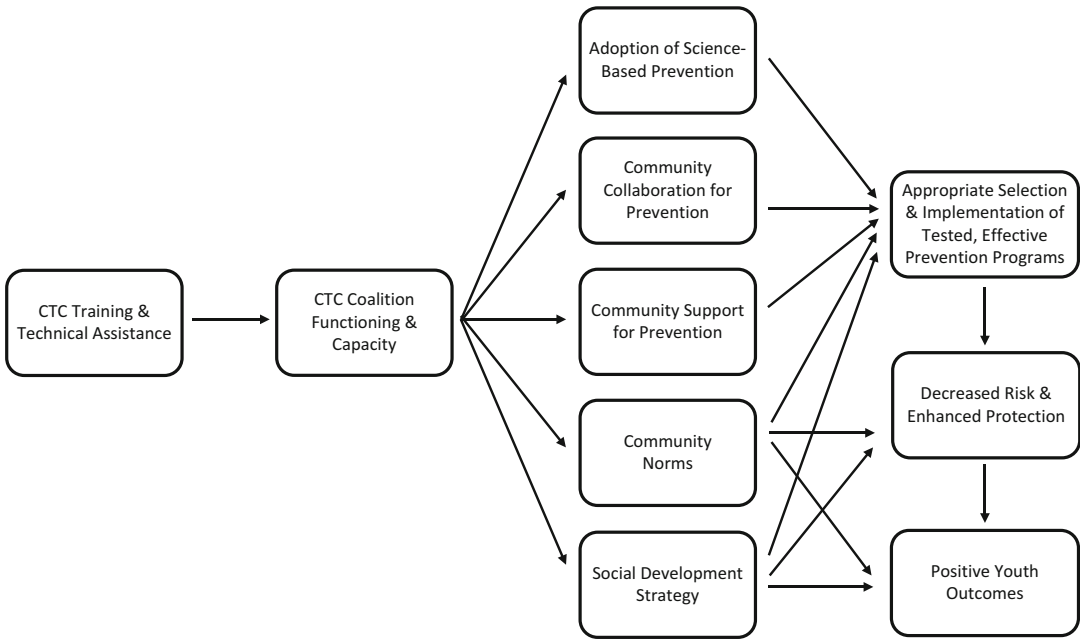 CTC Training &
Technical Assistance
CTC Coalition
Functioning &
Capacity
Adoption of Science-
Based Prevention
Community
Collaboration for
Prevention
Community Support
for Prevention
Community
Norms
Social Development
Strategy
Appropriate Selection
& Implementation of
Tested, Effective
Prevention Programs
Decreased Risk &
Enhanced Protection
Positive Youth
Outcomes